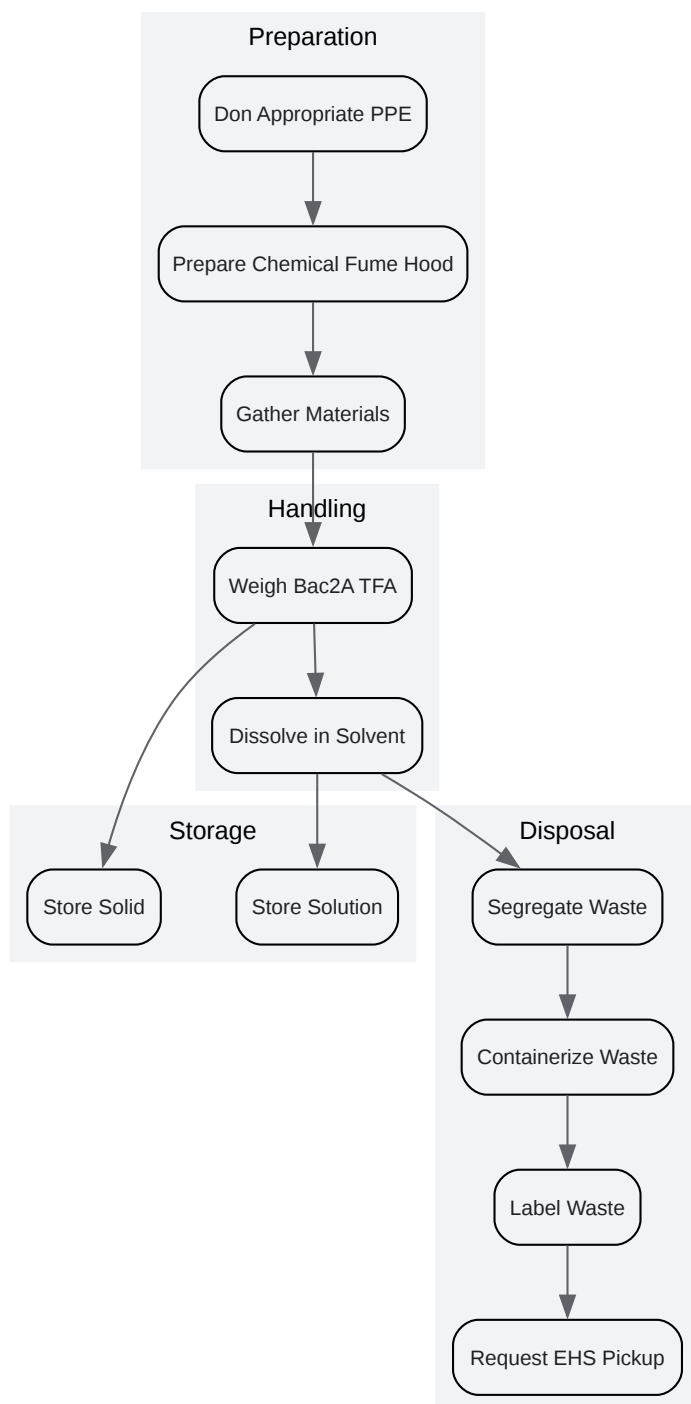 Preparation
Don Appropriate PPE
Prepare Chemical Fume Hood
Gather Materials
Handling
Weigh Bac2A TFA
Dissolve in Solvent
Storage
Store Solid
Store Solution
Disposal
Segregate Waste
Containerize Waste
Label Waste
Request EHS Pickup